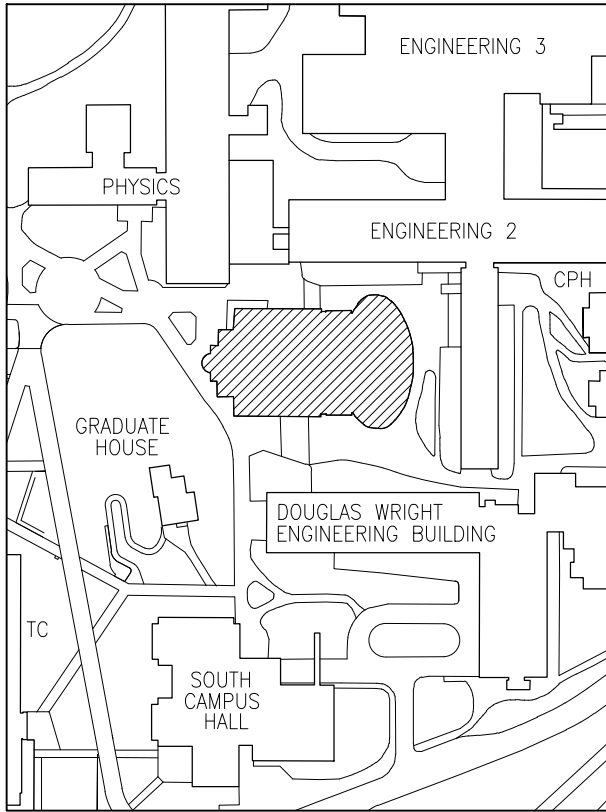 ENGINEERING 3
PHYSICS
ENGINEERING 2
CPH
GRADUATE
HOUSE
DOUGLAS WRIGHT
ENGINEERING BUILDING
TC
SOUTH
CAMPUS
HALL